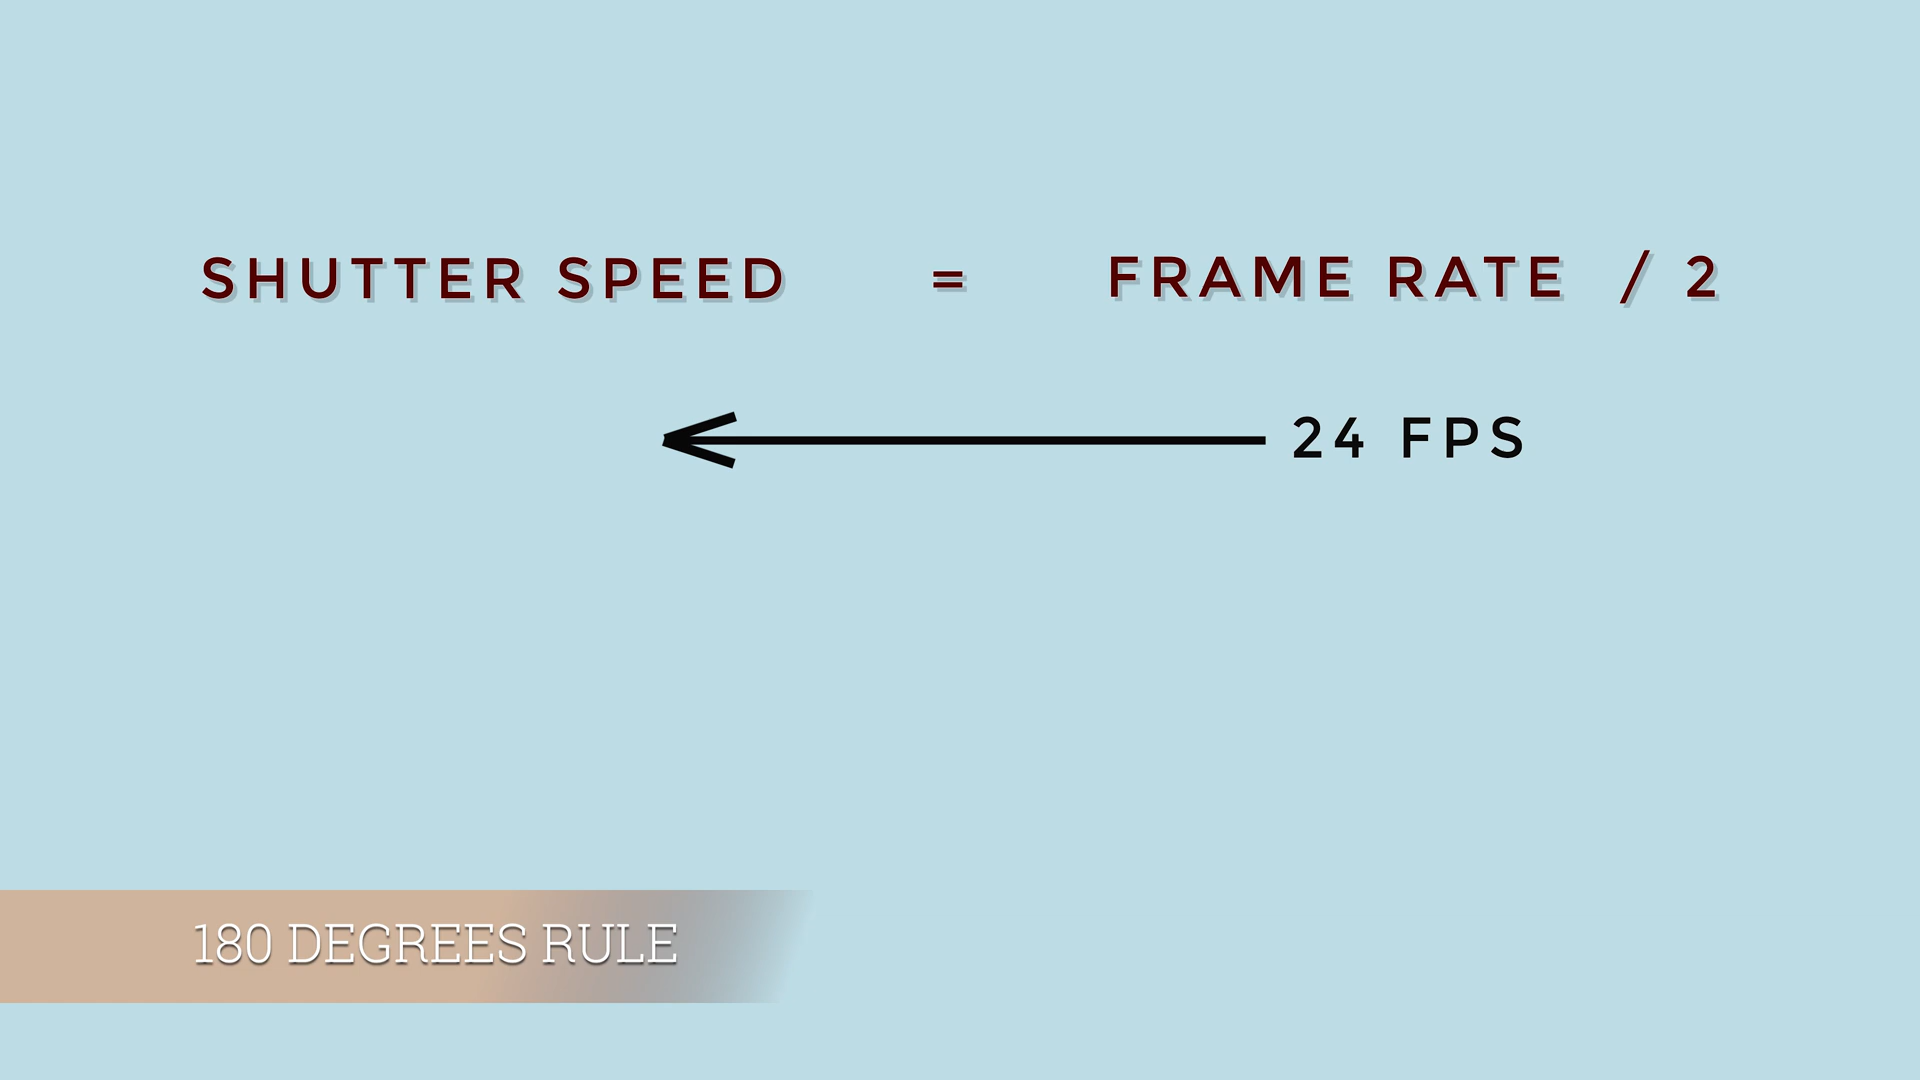 SHUTTER SPEED = FRAME RATE / 2
24 FPS
180 DEGREES RULE